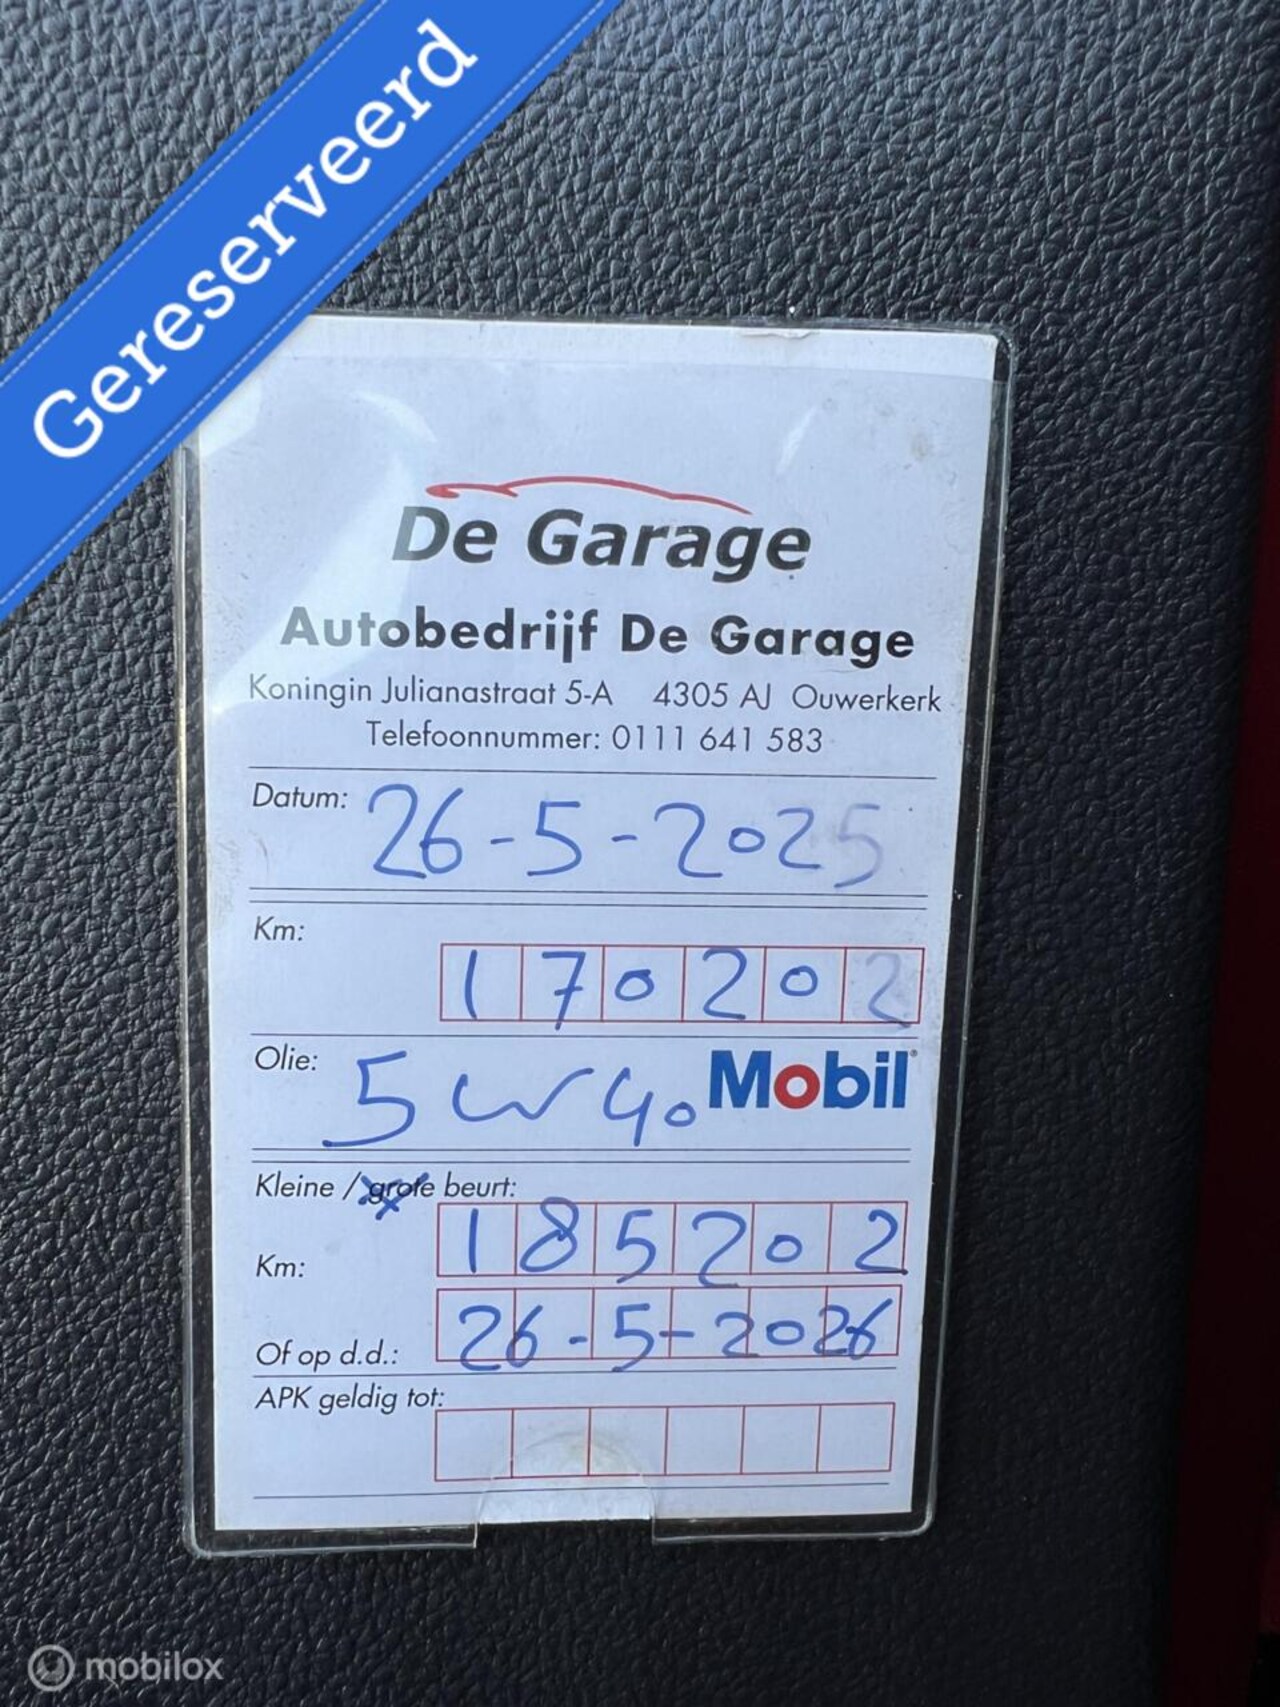 Gereserveerd
De Garage
Autobedrijf De Garage
Koningin Julianastraat 5-A 4305 AJ Ouwerkerk
Telefoonnummer: 0111 641 583
Datum: 26-5-2025
Km: 170202
Olie: 5w40 Mobil
Kleine / grote beurt:
Km: 185202
Of op d.d.: 26-5-2026
APK geldig tot:
mobilox